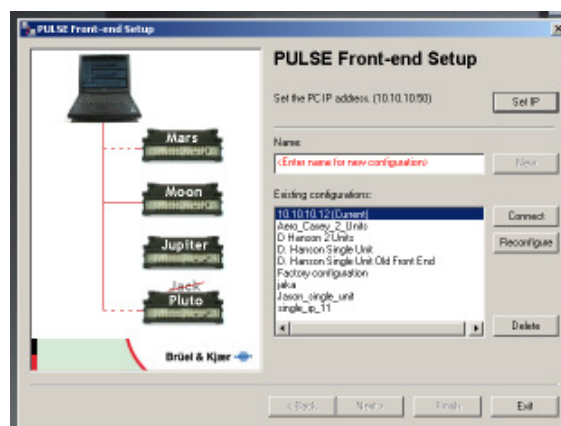 PULSE Front-end Setup
PULSE Front-end Setup
Set the PC IP address. (10.10.10.50)
Set IP
Mars
Moon
Jupiter
Jack
Pluto
Brüel & Kjær
Name:
<Enter name for new configuration>
New
Existing configurations:
10.10.10.12 (Current)
Aero_Casey_2_Units
D Hanson 2 Units
D. Hanson Single Unit
D. Hanson Single Unit Old Front End
Factory configuration
jaka
Jason_single_unit
single_ip_11
Connect
Reconfigure
Delete
< Back
Next >
Finish
Exit